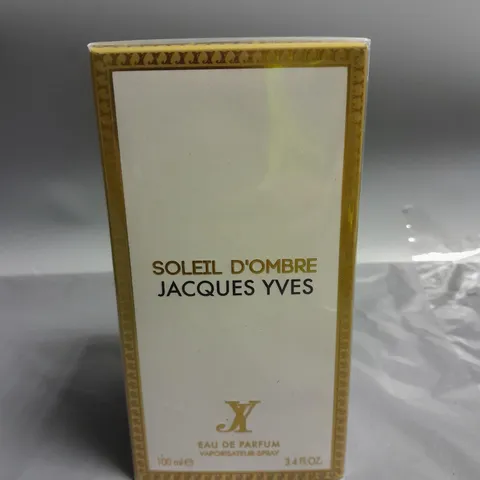 SOLEIL D'OMBRE
JACQUES YVES
JY
EAU DE PARFUM
VAPORISATEUR-SPRAY
100 ml e 3.4 fl.OZ.